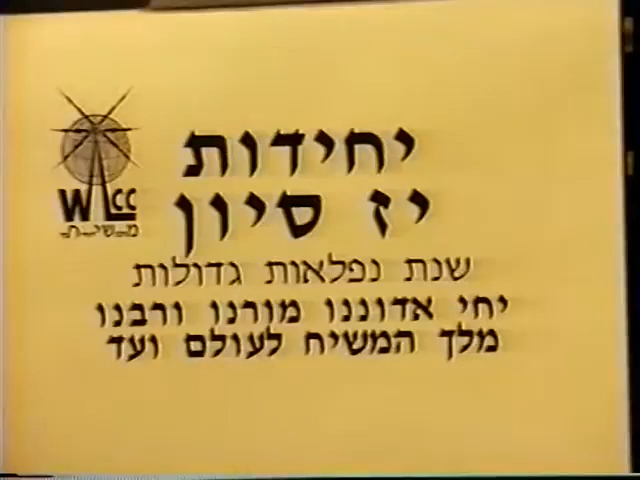 יחידות
יז סיון
WLCC
משיח
שנת נפלאות גדולות
יחי אדוננו מורנו ורבנו
מלך המשיח לעולם ועד